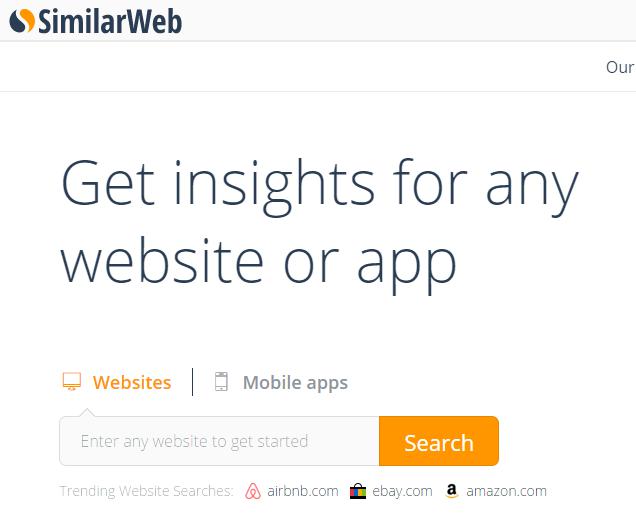 SimilarWeb
Our
Get insights for any
website or app
Websites
Mobile apps
Enter any website to get started
Search
Trending Website Searches: airbnb.com ebay.com amazon.com